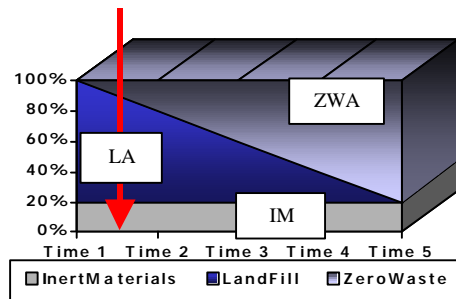 100%
80%
60%
40%
20%
0%
ZWA
LA
IM
Time 1 Time 2 Time 3 Time 4 Time 5
InertMaterials LandFill ZeroWaste